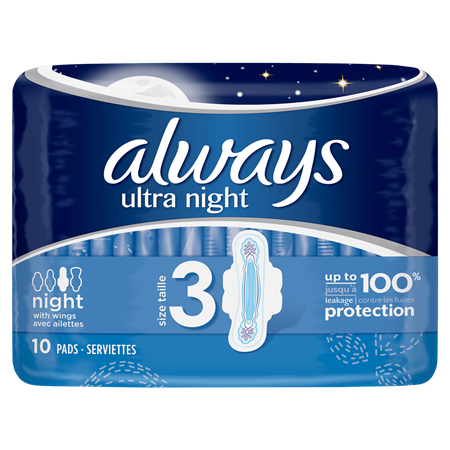 always
ultra night
night
with wings
avec ailettes
size taille
3
up to
jusqu'à
100%
leakage | contre les fuites
protection
10 PADS - SERVIETTES